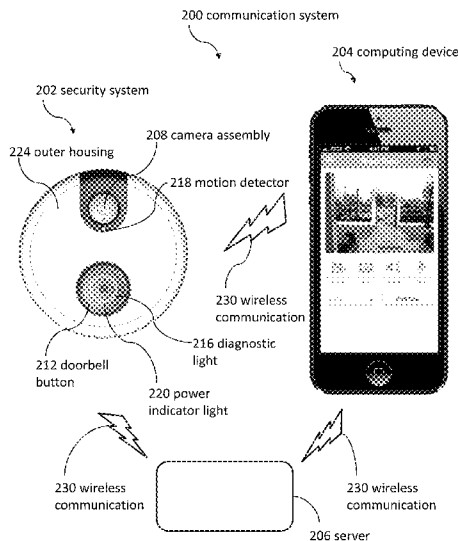 200 communication system
204 computing device
202 security system
208 camera assembly
224 outer housing
218 motion detector
230 wireless
communication
216 diagnostic
light
212 doorbell
button
220 power
indicator light
230 wireless
communication
230 wireless
communication
206 server